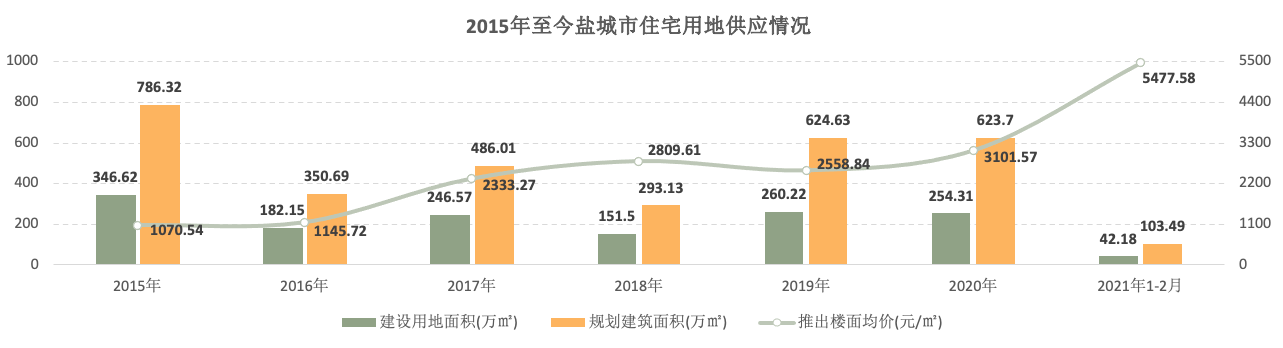 2015年至今盐城市住宅用地供应情况
1000 5500
800 4400
600 3300
400 2200
200 1100
0 0
346.62 786.32 1070.54
182.15 350.69 1145.72
246.57 486.01 2333.27
151.5 293.13 2809.61
260.22 624.63 2558.84
254.31 623.7 3101.57
42.18 103.49 5477.58
2015年 2016年 2017年 2018年 2019年 2020年 2021年1-2月
建设用地面积(万㎡) 规划建筑面积(万㎡) 推出楼面均价(元/㎡)